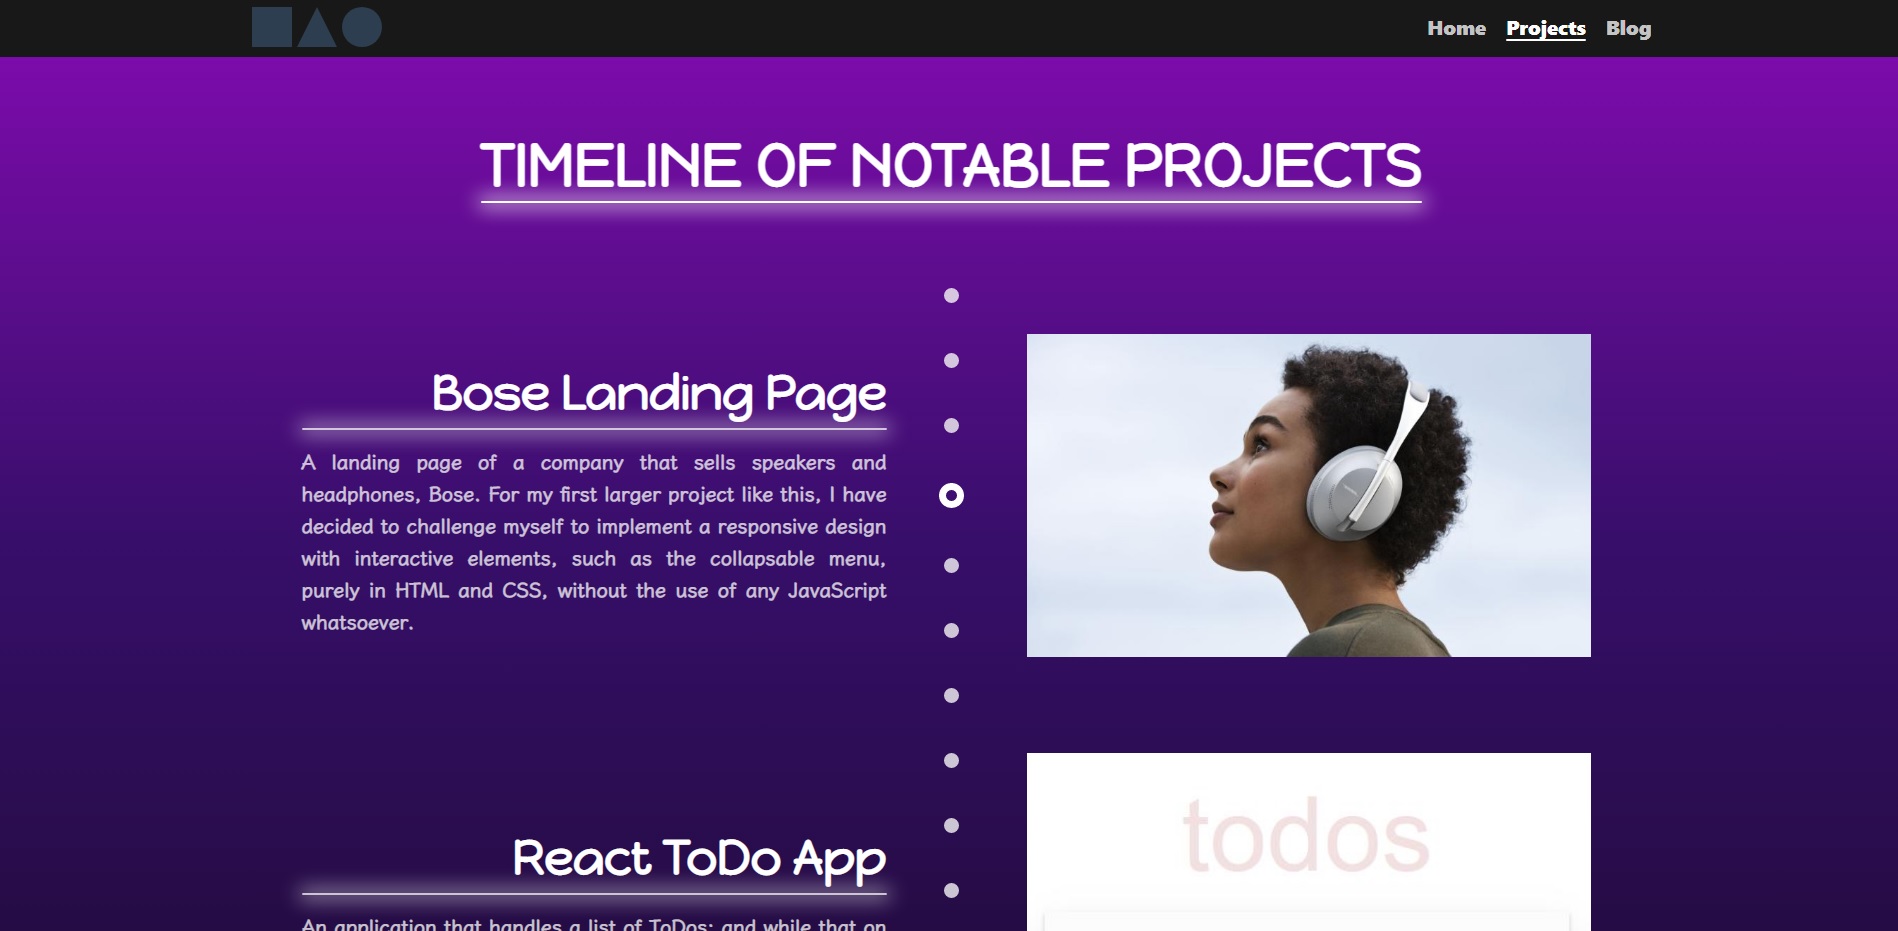 Home Projects Blog
TIMELINE OF NOTABLE PROJECTS
Bose Landing Page
A landing page of a company that sells speakers and
headphones, Bose. For my first larger project like this, I have
decided to challenge myself to implement a responsive design
with interactive elements, such as the collapsable menu,
purely in HTML and CSS, without the use of any JavaScript
whatsoever.
todos
React ToDo App
An application that handles a list of ToDos; and while that on